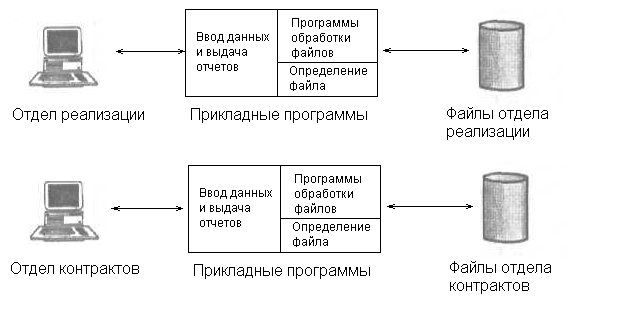 Ввод данных
и выдача
отчетов
Программы
обработки
файлов
Определение
файла
Отдел реализации
Прикладные программы
Файлы отдела
реализации
Ввод данных
и выдача
отчетов
Программы
обработки
файлов
Определение
файла
Отдел контрактов
Прикладные программы
Файлы отдела
контрактов